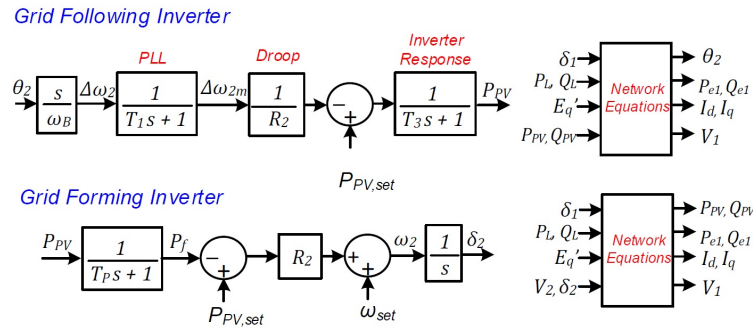 Grid Following Inverter
PLL
Droop
Inverter
Response
θ2
s
ωB
Δω2
1
T1s + 1
Δω2m
1
R2
−
+
1
T3s + 1
PPV
PPV,set
δ1
PL, QL
Eq'
PPV, QPV
Network
Equations
θ2
Pe1, Qe1
Id, Iq
V1
Grid Forming Inverter
PPV
1
TPs + 1
Pf
−
+
PPV,set
R2
+
+
ωset
ω2
1
s
δ2
δ1
PL, QL
Eq'
V2, δ2
Network
Equations
PPV, QPV
Pe1, Qe1
Id, Iq
V1